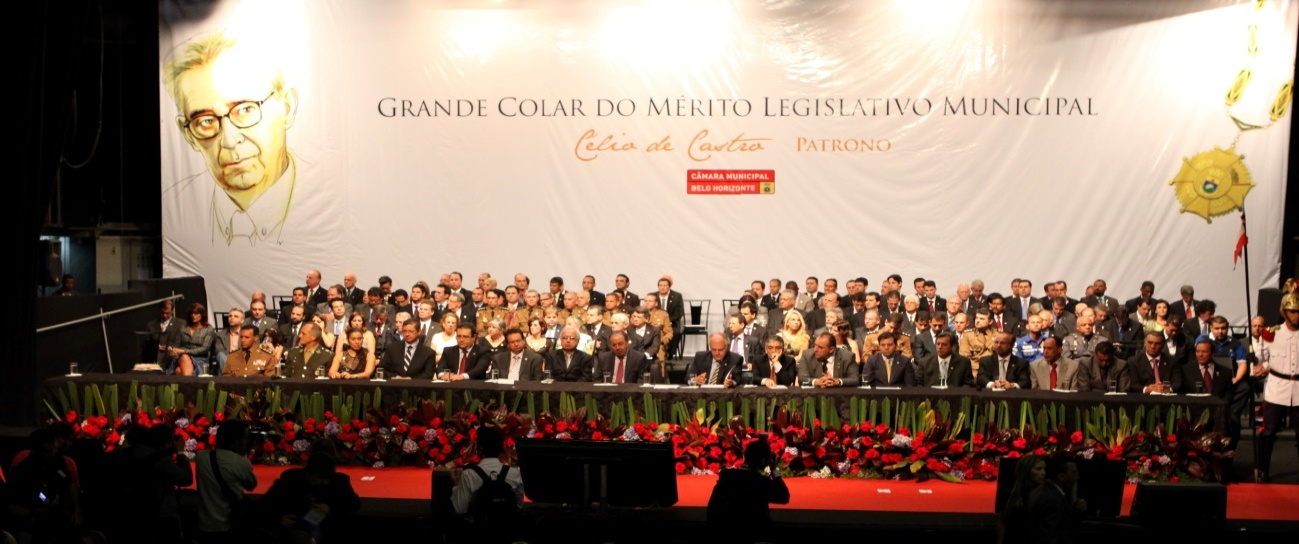 GRANDE COLAR DO MÉRITO LEGISLATIVO MUNICIPAL
Célio de Castro PATRONO
CÂMARA MUNICIPAL
BELO HORIZONTE